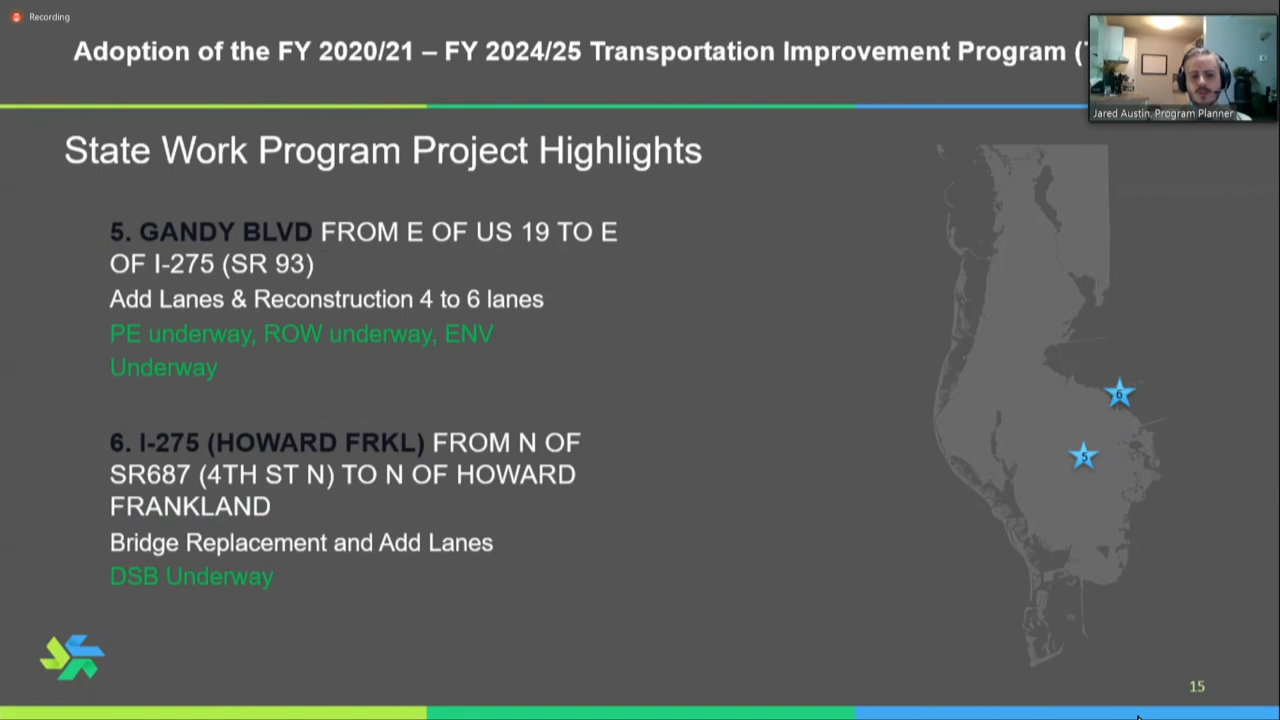 Recording
Adoption of the FY 2020/21 – FY 2024/25 Transportation Improvement Program (
Jared Austin, Program Planner
State Work Program Project Highlights
5. GANDY BLVD FROM E OF US 19 TO E
OF I-275 (SR 93)
Add Lanes & Reconstruction 4 to 6 lanes
PE underway, ROW underway, ENV
Underway
6
5
6. I-275 (HOWARD FRKL) FROM N OF
SR687 (4TH ST N) TO N OF HOWARD
FRANKLAND
Bridge Replacement and Add Lanes
DSB Underway
15